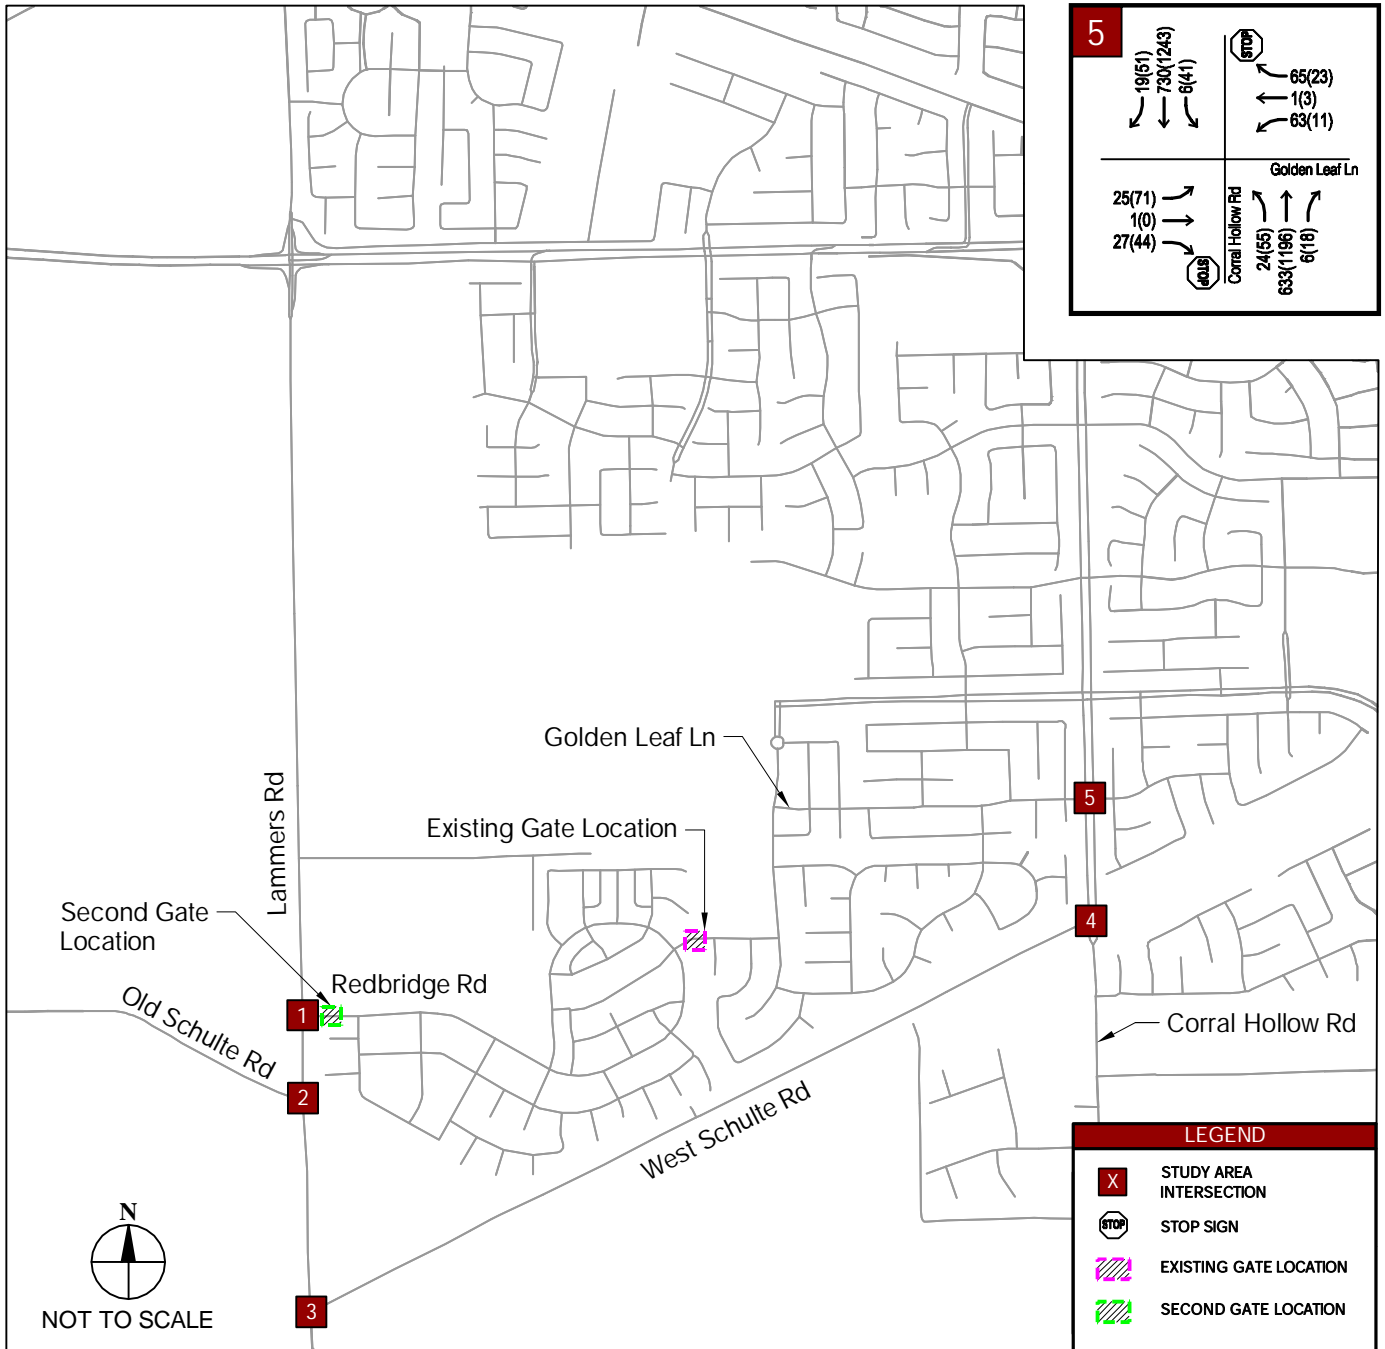 5
19(51)
730(1243)
6(41)
STOP
65(23)
1(3)
63(11)
Golden Leaf Ln
25(71)
1(0)
27(44)
STOP
Corral Hollow Rd
24(55)
633(1196)
6(18)
Golden Leaf Ln
Lammers Rd
5
Existing Gate Location
Second Gate
Location
4
Redbridge Rd
Old Schulte Rd
1
Corral Hollow Rd
2
West Schulte Rd
LEGEND
X
STUDY AREA
INTERSECTION
STOP
STOP SIGN
EXISTING GATE LOCATION
SECOND GATE LOCATION
N
NOT TO SCALE
3